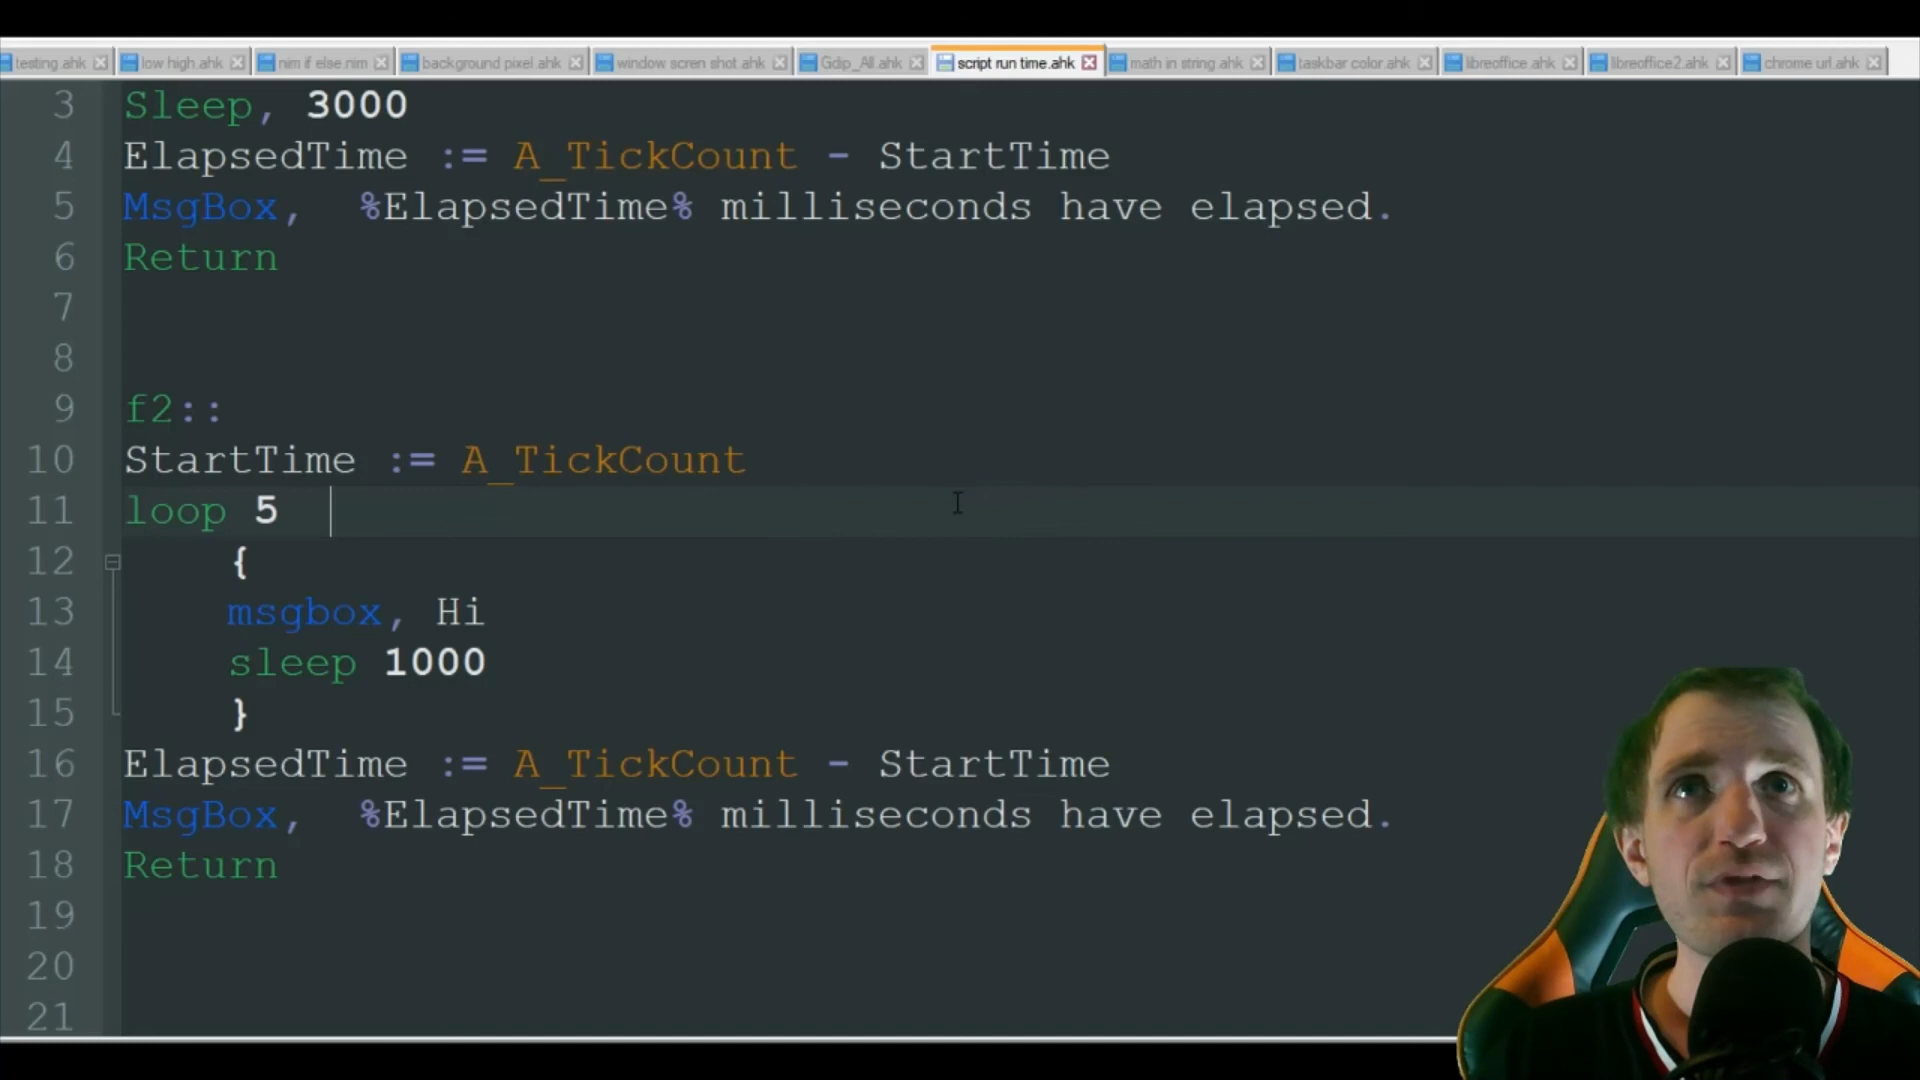 testing.ahk low high.ahk nim if else.nim background pixel.ahk window scren shot.ahk Gdip_All.ahk script run time.ahk math in string.ahk taskbar color.ahk libreoffice.ahk libreoffice2.ahk chrome url.ahk
3 Sleep, 3000
4 ElapsedTime := A_TickCount - StartTime
5 MsgBox,  %ElapsedTime% milliseconds have elapsed.
6 Return
7
8
9 f2::
10 StartTime := A_TickCount
11 loop 5
12 {
13 msgbox, Hi
14 sleep 1000
15 }
16 ElapsedTime := A_TickCount - StartTime
17 MsgBox,  %ElapsedTime% milliseconds have elapsed.
18 Return
19
20
21